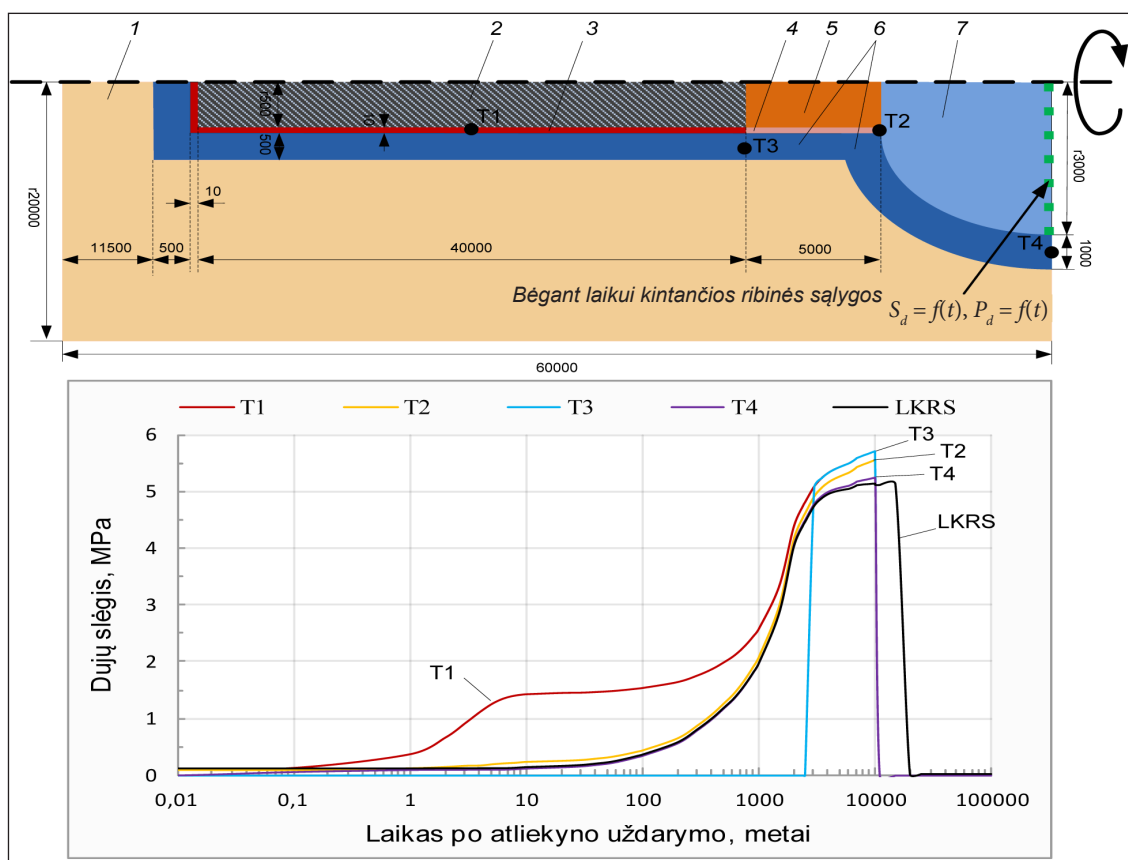 1 2 3 4 5 6 7
r500
10
T1
T2
T3
500
r3000
r20000
10
T4
1000
11500 500 40000 5000
Bėgant laikui kintančios ribinės sąlygos
S_d = f(t), P_d = f(t)
60000
T1 T2 T3 T4 LKRS
Dujų slėgis, MPa
6
5
4
3
2
1
0
T3
T2
T4
LKRS
T1
0,01 0,1 1 10 100 1000 10000 100000
Laikas po atliekyno uždarymo, metai